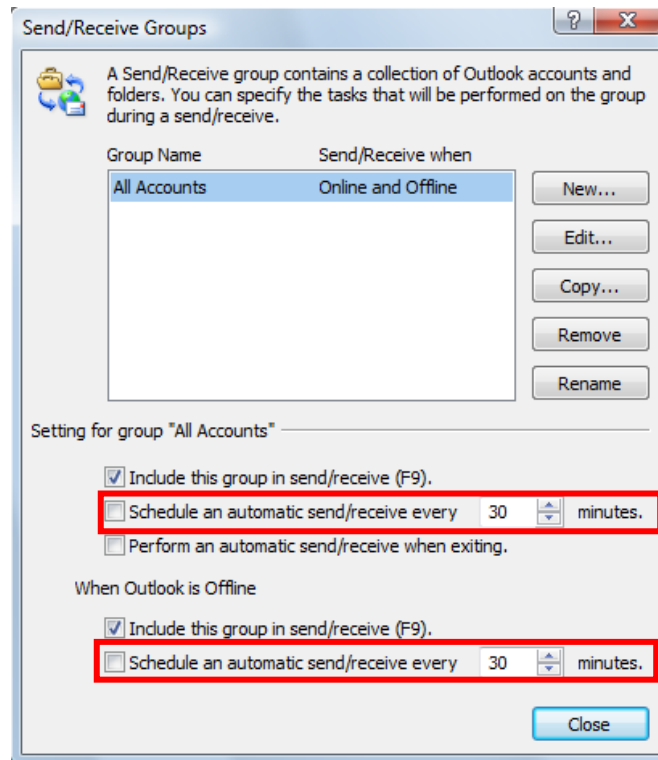 Send/Receive Groups
A Send/Receive group contains a collection of Outlook accounts and
folders. You can specify the tasks that will be performed on the group
during a send/receive.
Group Name Send/Receive when
All Accounts Online and Offline
New...
Edit...
Copy...
Remove
Rename
Setting for group "All Accounts"
Include this group in send/receive (F9).
Schedule an automatic send/receive every 30 minutes.
Perform an automatic send/receive when exiting.
When Outlook is Offline
Include this group in send/receive (F9).
Schedule an automatic send/receive every 30 minutes.
Close